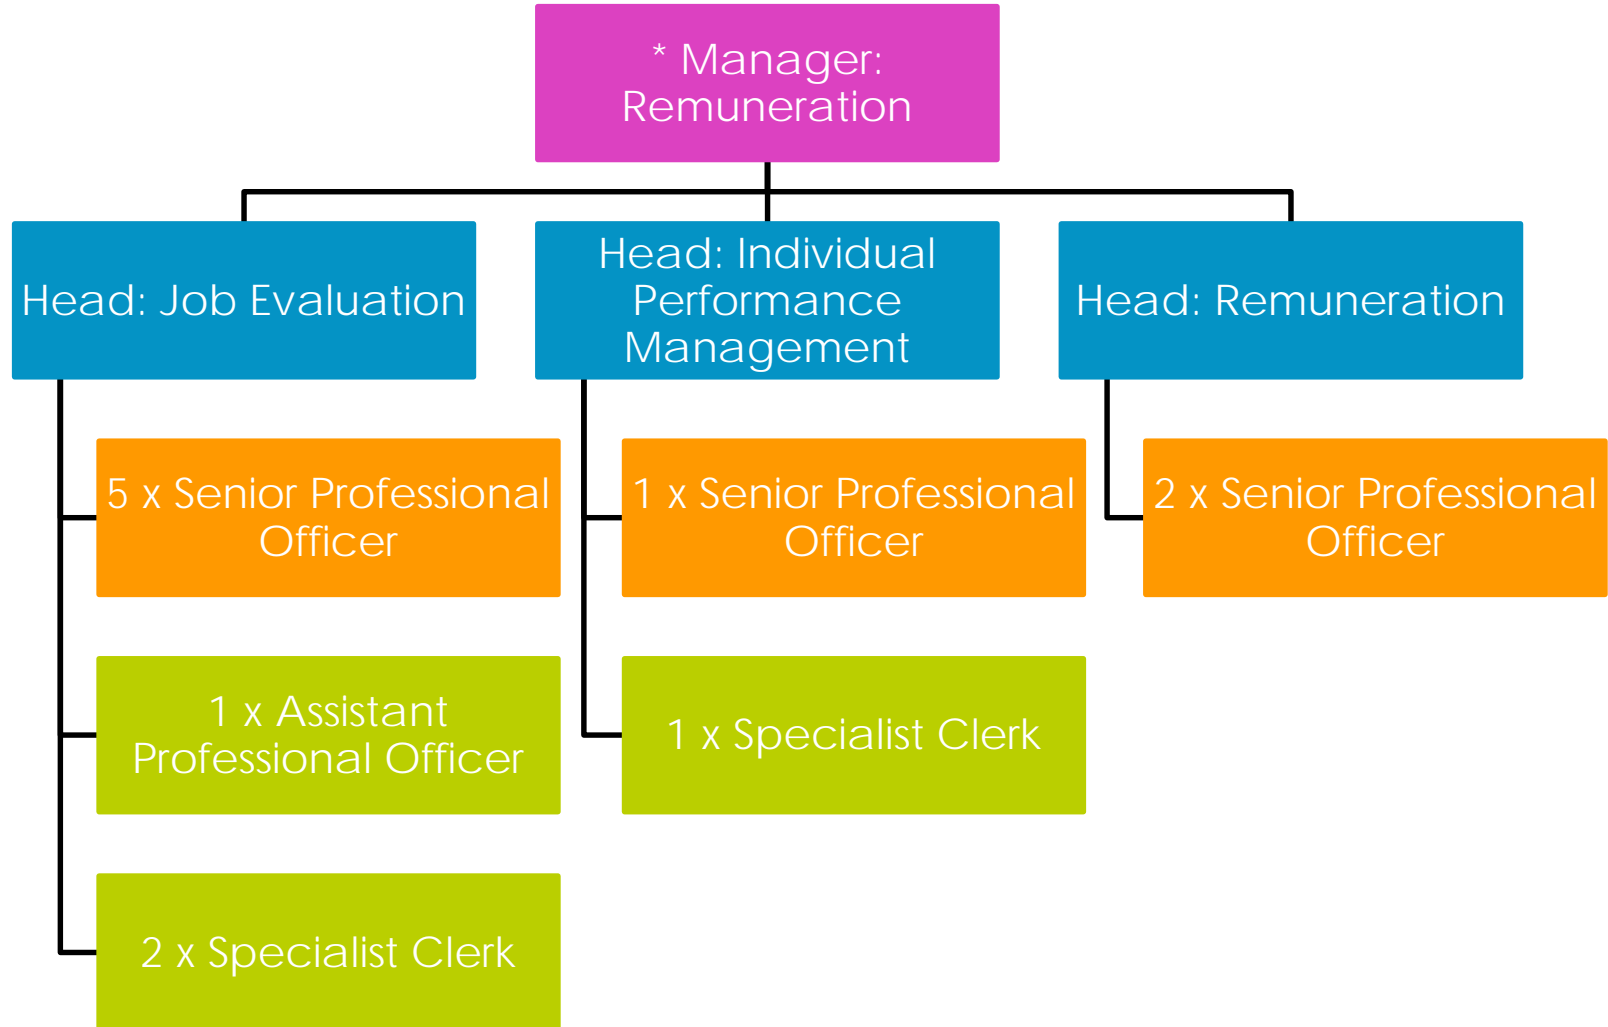 * Manager:
Remuneration
Head: Job Evaluation
Head: Individual
Performance
Management
Head: Remuneration
5 x Senior Professional
Officer
1 x Senior Professional
Officer
2 x Senior Professional
Officer
1 x Assistant
Professional Officer
1 x Specialist Clerk
2 x Specialist Clerk